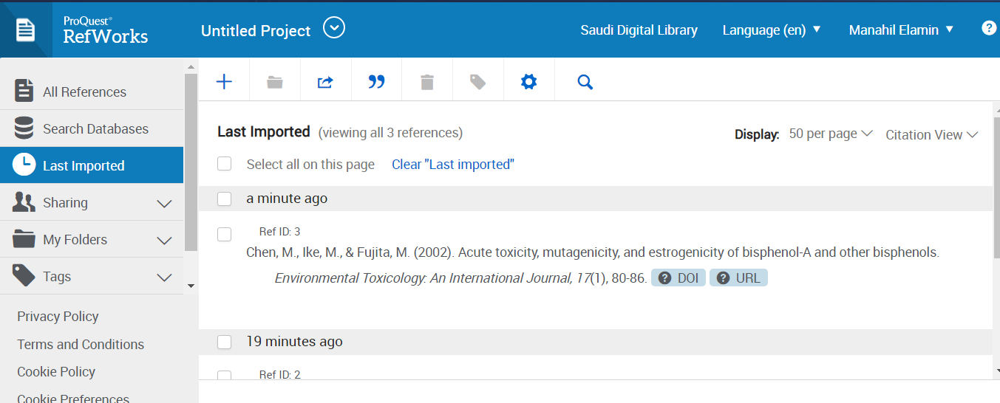 ProQuest®
RefWorks
Untitled Project
Saudi Digital Library
Language (en)
Manahil Elamin
?
All References
Search Databases
Last Imported
Sharing
My Folders
Tags
Privacy Policy
Terms and Conditions
Cookie Policy
Cookie Preferences
Last Imported (viewing all 3 references)
Display: 50 per page Citation View
Select all on this page Clear "Last imported"
a minute ago
Ref ID: 3
Chen, M., Ike, M., & Fujita, M. (2002). Acute toxicity, mutagenicity, and estrogenicity of bisphenol-A and other bisphenols.
Environmental Toxicology: An International Journal, 17(1), 80-86. ? DOI ? URL
19 minutes ago
Ref ID: 2